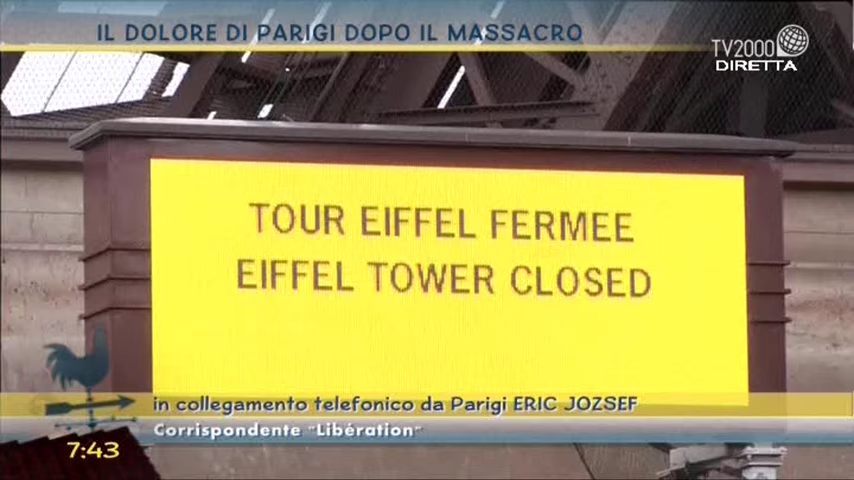 IL DOLORE DI PARIGI DOPO IL MASSACRO
TV2000
DIRETTA
TOUR EIFFEL FERMEE
EIFFEL TOWER CLOSED
in collegamento telefonico da Parigi ERIC JOZSEF
Corrispondente "Libération"
7:43